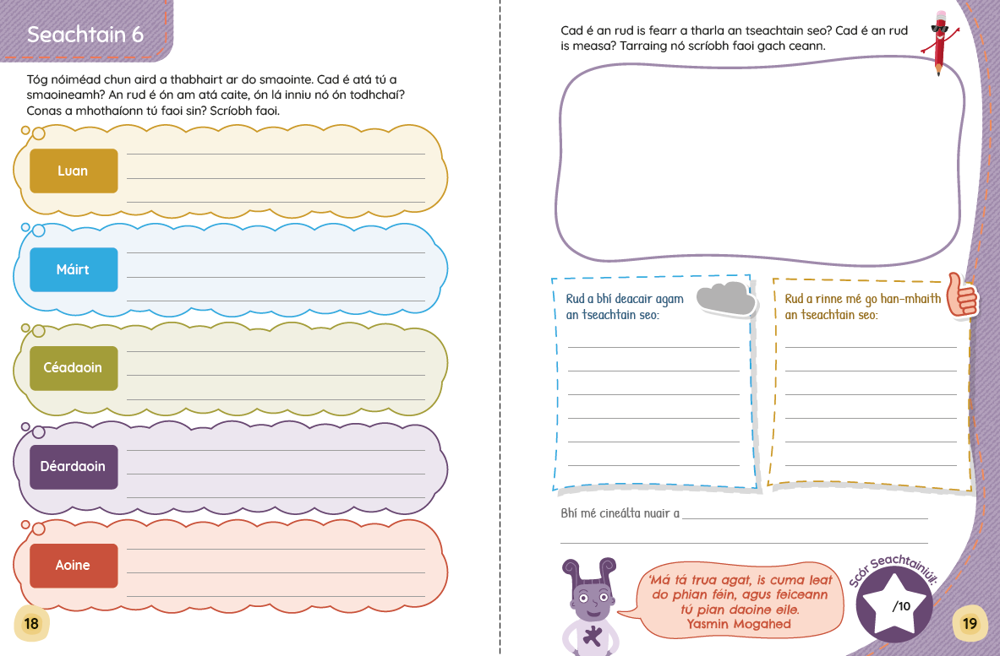 Seachtain 6
Tóg nóiméad chun aird a thabhairt ar do smaointe. Cad é atá tú a
smaoineamh? An rud é ón am atá caite, ón lá inniu nó ón todhchaí?
Conas a mhothaíonn tú faoi sin? Scríobh faoi.
Luan
Máirt
Céadaoin
Déardaoin
Aoine
18
Cad é an rud is fearr a tharla an tseachtain seo? Cad é an rud
is measa? Tarraing nó scríobh faoi gach ceann.
Rud a bhí deacair agam
an tseachtain seo:
Rud a rinne mé go han-mhaith
an tseachtain seo:
Bhí mé cineálta nuair a
'Má tá trua agat, is cuma leat
do phian féin, agus feiceann
tú pian daoine eile.
Yasmin Mogahed
Scór Seachtainiúil:
/10
19